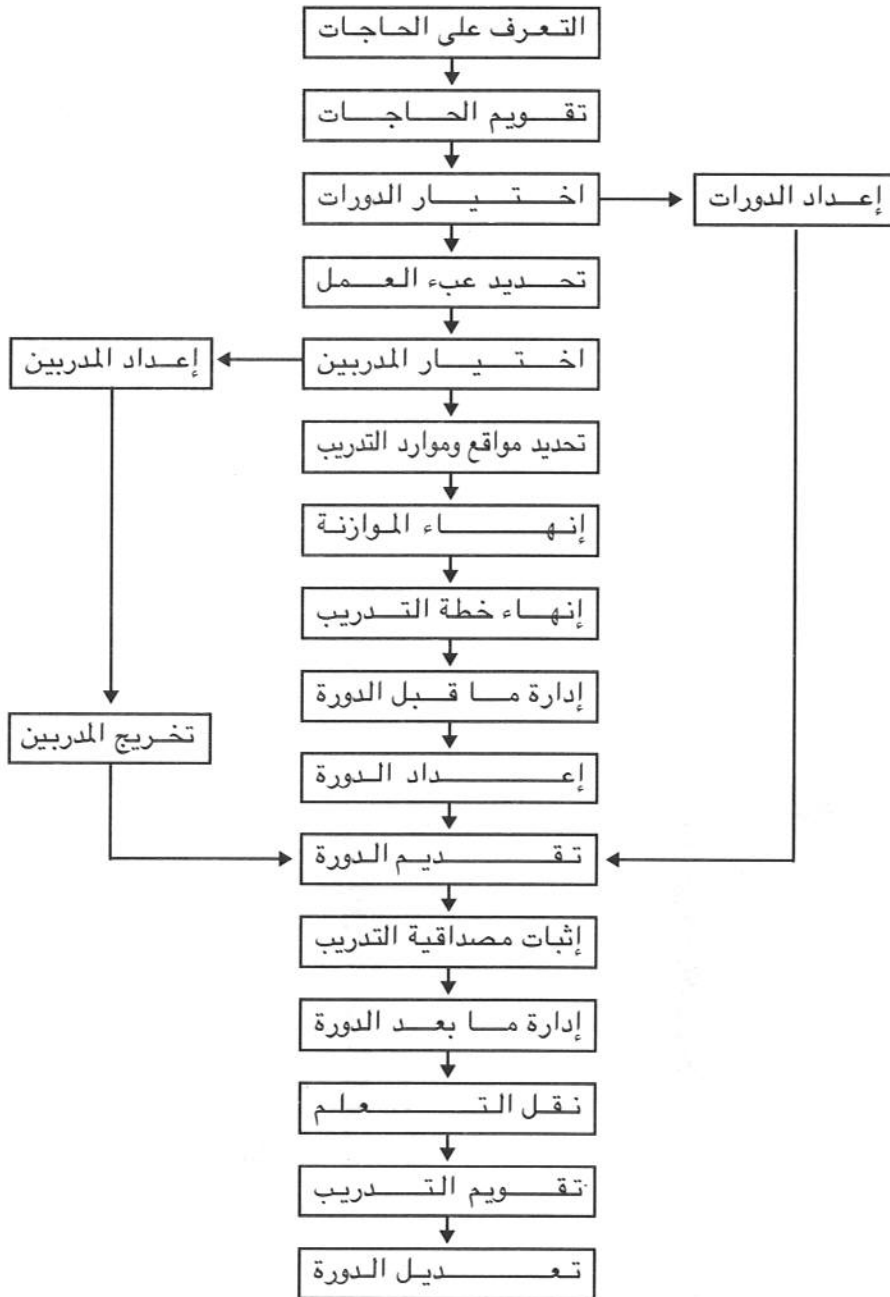 التعرف على الحاجات
تقويم الحاجات
اختيار الدورات
إعداد الدورات
تحديد عبء العمل
اختيار المدربين
إعداد المدربين
تحديد مواقع وموارد التدريب
إنهاء الموازنة
إنهاء خطة التدريب
إدارة ما قبل الدورة
تخريج المدربين
إعداد الدورة
تقديم الدورة
إثبات مصداقية التدريب
إدارة ما بعد الدورة
نقل التعلم
تقويم التدريب
تعديل الدورة